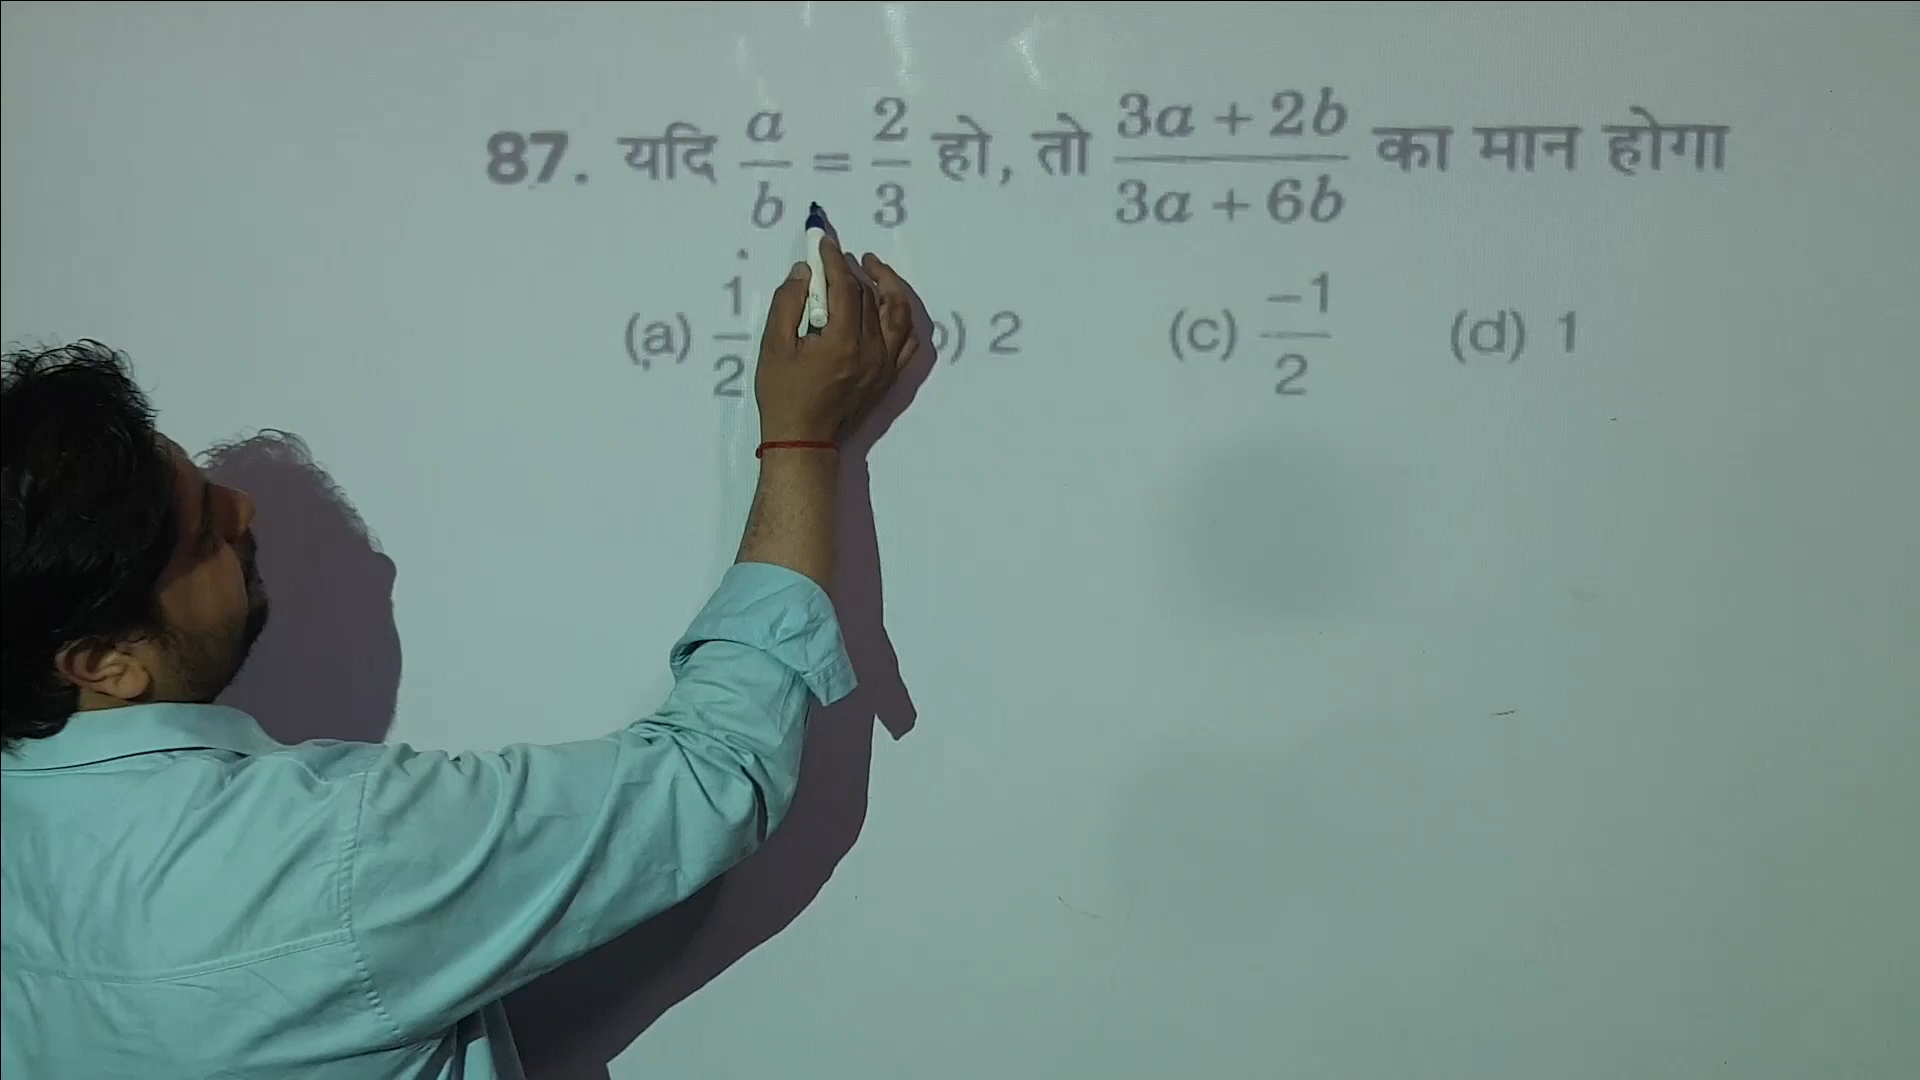 87. यदि a/b = 2/3 हो, तो (3a + 2b)/(3a + 6b) का मान होगा
(a) 1/2 b) 2 (c) -1/2 (d) 1